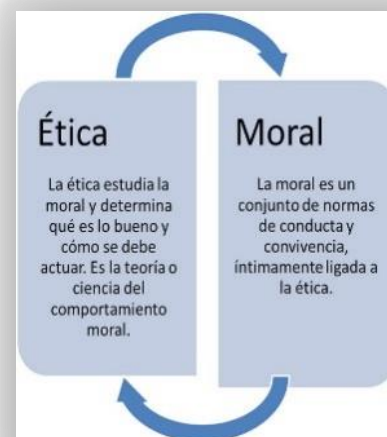 Ética
La ética estudia la
moral y determina
qué es lo bueno y
cómo se debe
actuar. Es la teoría o
ciencia del
comportamiento
moral.
Moral
La moral es un
conjunto de normas
de conducta y
convivencia,
íntimamente ligada a
la ética.